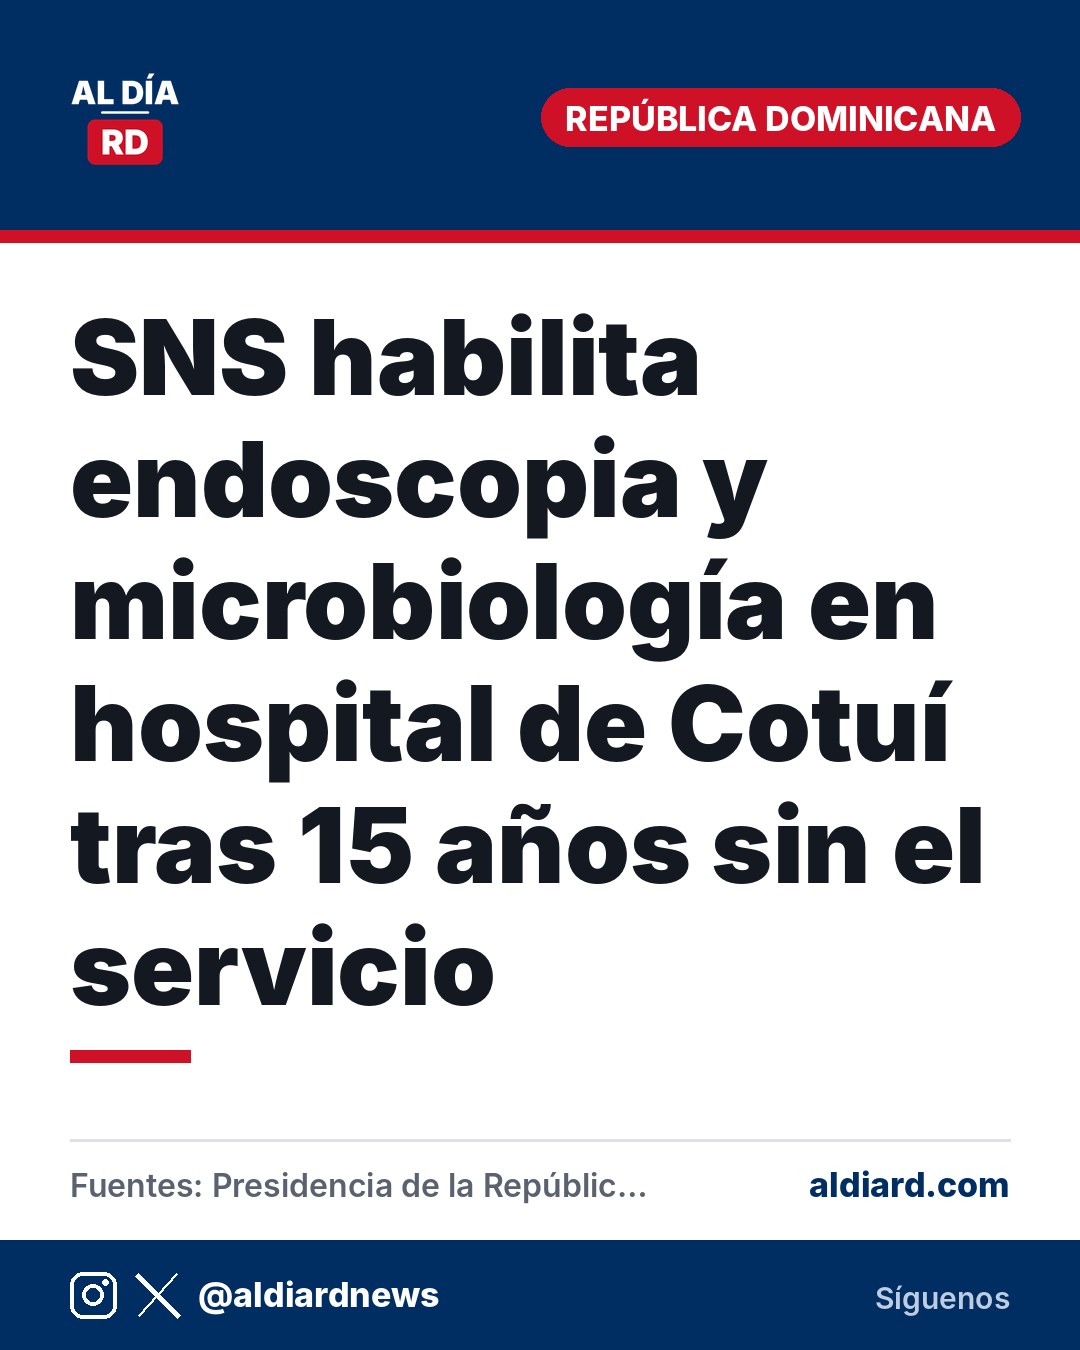 AL DÍA
RD
REPÚBLICA DOMINICANA
SNS habilita
endoscopia y
microbiología en
hospital de Cotuí
tras 15 años sin el
servicio
Fuentes: Presidencia de la Repúblic...
aldiard.com
@aldiardnews
Síguenos